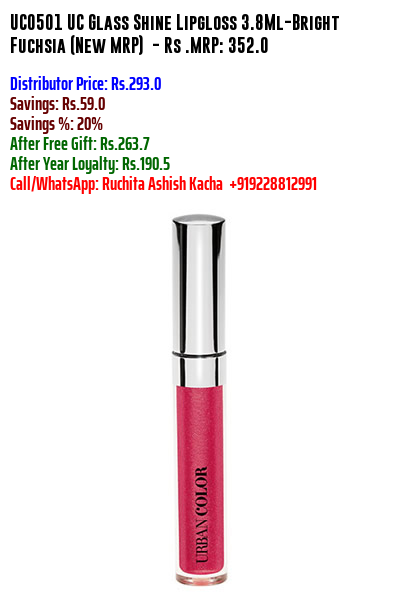 UC0501 UC Glass Shine Lipgloss 3.8Ml-Bright
Fuchsia (New MRP) - Rs .MRP: 352.0
Distributor Price: Rs.293.0
Savings: Rs.59.0
Savings %: 20%
After Free Gift: Rs.263.7
After Year Loyalty: Rs.190.5
Call/WhatsApp: Ruchita Ashish Kacha +919228812991
URBAN COLOR